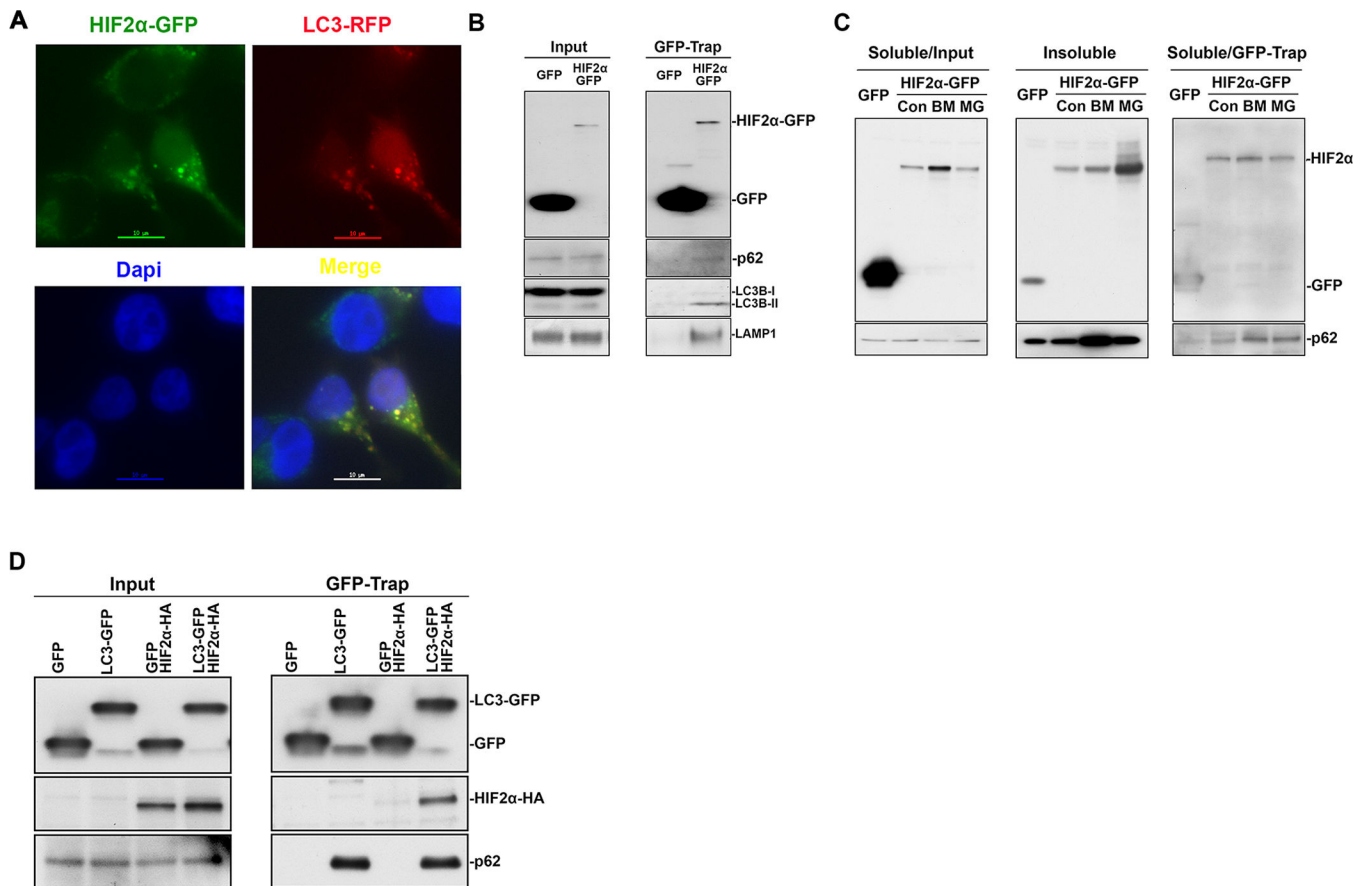 A
HIF2α-GFP
LC3-RFP
10 µm
10 µm
Dapi
Merge
10 µm
10 µm
B
Input
GFP-Trap
GFP
HIF2α
GFP
GFP
HIF2α
GFP
-HIF2α-GFP
-GFP
-p62
-LC3B-I
-LC3B-II
-LAMP1
C
Soluble/Input
Insoluble
Soluble/GFP-Trap
GFP
HIF2α-GFP
Con BM MG
GFP
HIF2α-GFP
Con BM MG
GFP
HIF2α-GFP
Con BM MG
-HIF2α
-GFP
-p62
D
Input
GFP-Trap
GFP
LC3-GFP
GFP
HIF2α-HA
LC3-GFP
HIF2α-HA
GFP
LC3-GFP
GFP
HIF2α-HA
LC3-GFP
HIF2α-HA
-LC3-GFP
-GFP
-HIF2α-HA
-p62